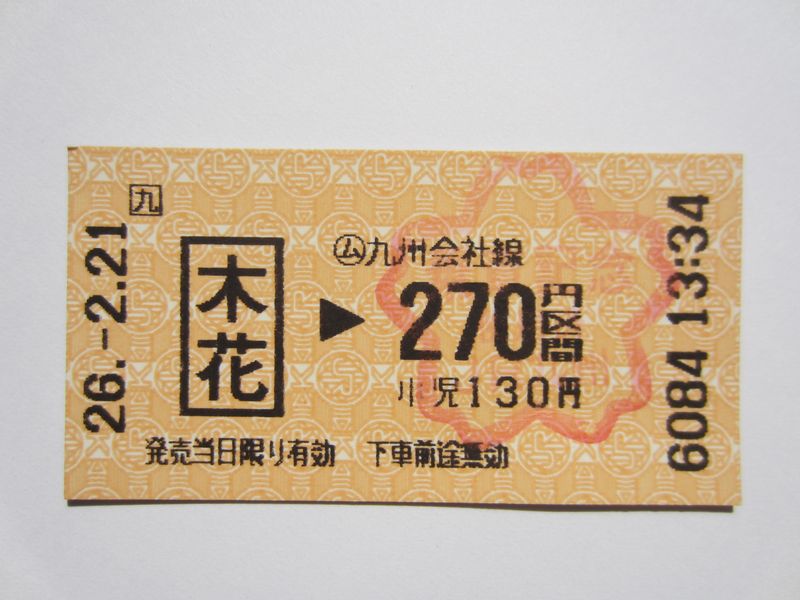 九
26.-2.21
木花
▶
㋰九州会社線
270円区間
小児130円
発売当日限り有効 下車前途無効
6084 13:34